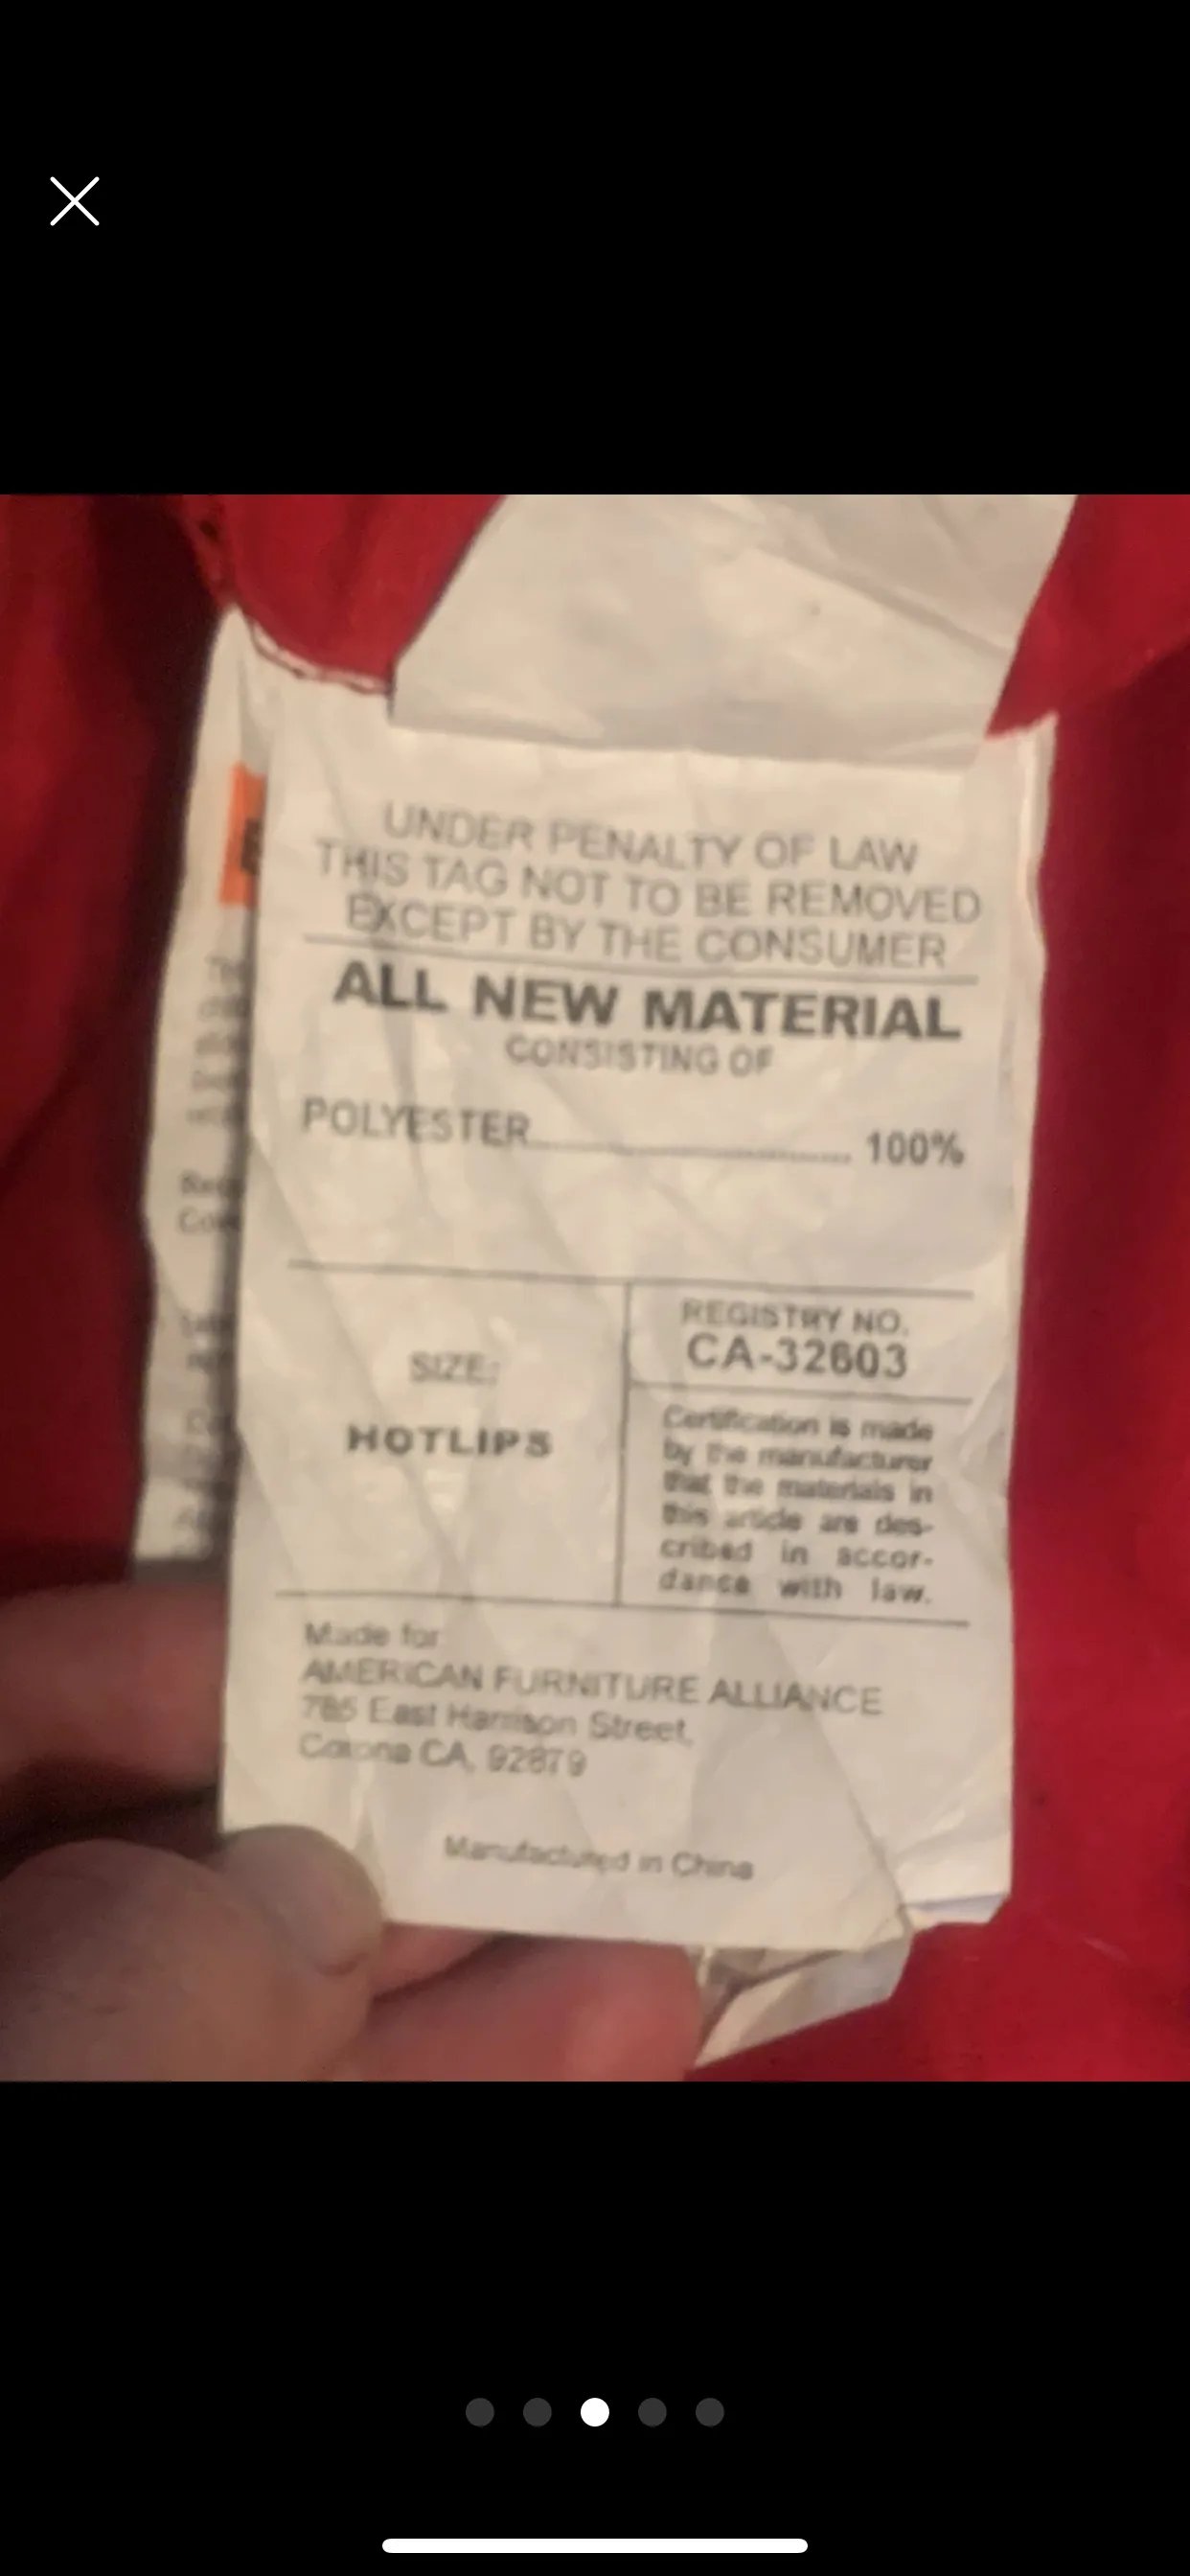 UNDER PENALTY OF LAW
THIS TAG NOT TO BE REMOVED
EXCEPT BY THE CONSUMER
ALL NEW MATERIAL
CONSISTING OF
POLYESTER........................................ 100%
SIZE:
HOTLIPS
REGISTRY NO.
CA-32603
Certification is made
by the manufacturer
that the materials in
this article are des-
cribed in accor-
dance with law.
Made for
AMERICAN FURNITURE ALLIANCE
785 East Harrison Street,
Corona CA, 92879
Manufactured in China